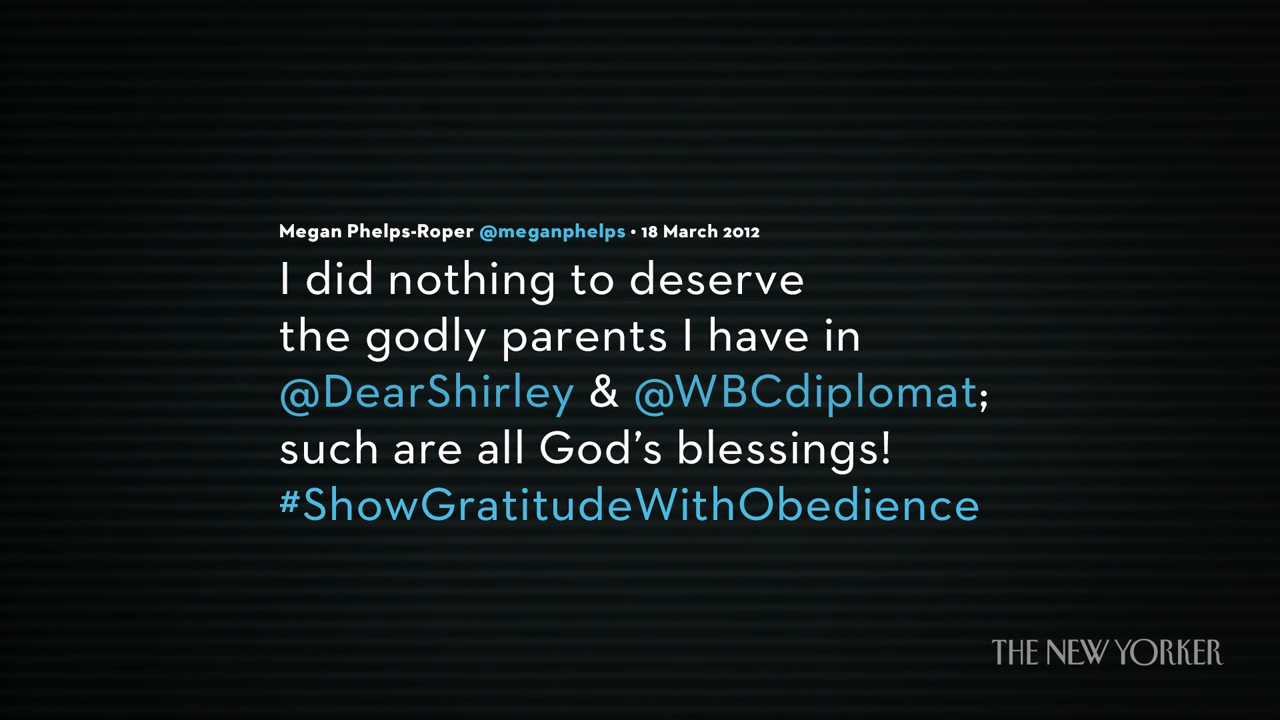 Megan Phelps-Roper @meganphelps • 18 March 2012
I did nothing to deserve
the godly parents I have in
@DearShirley & @WBCdiplomat;
such are all God’s blessings!
#ShowGratitudeWithObedience
THE NEW YORKER